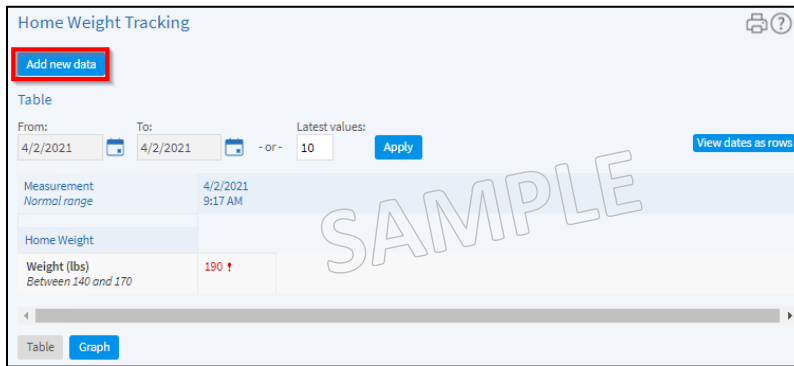 Home Weight Tracking
Add new data
Table
From: To: Latest values:
4/2/2021 4/2/2021 - or - 10 Apply View dates as rows
Measurement 4/2/2021
Normal range 9:17 AM
Home Weight
Weight (lbs) 190 !
Between 140 and 170
SAMPLE
Table Graph